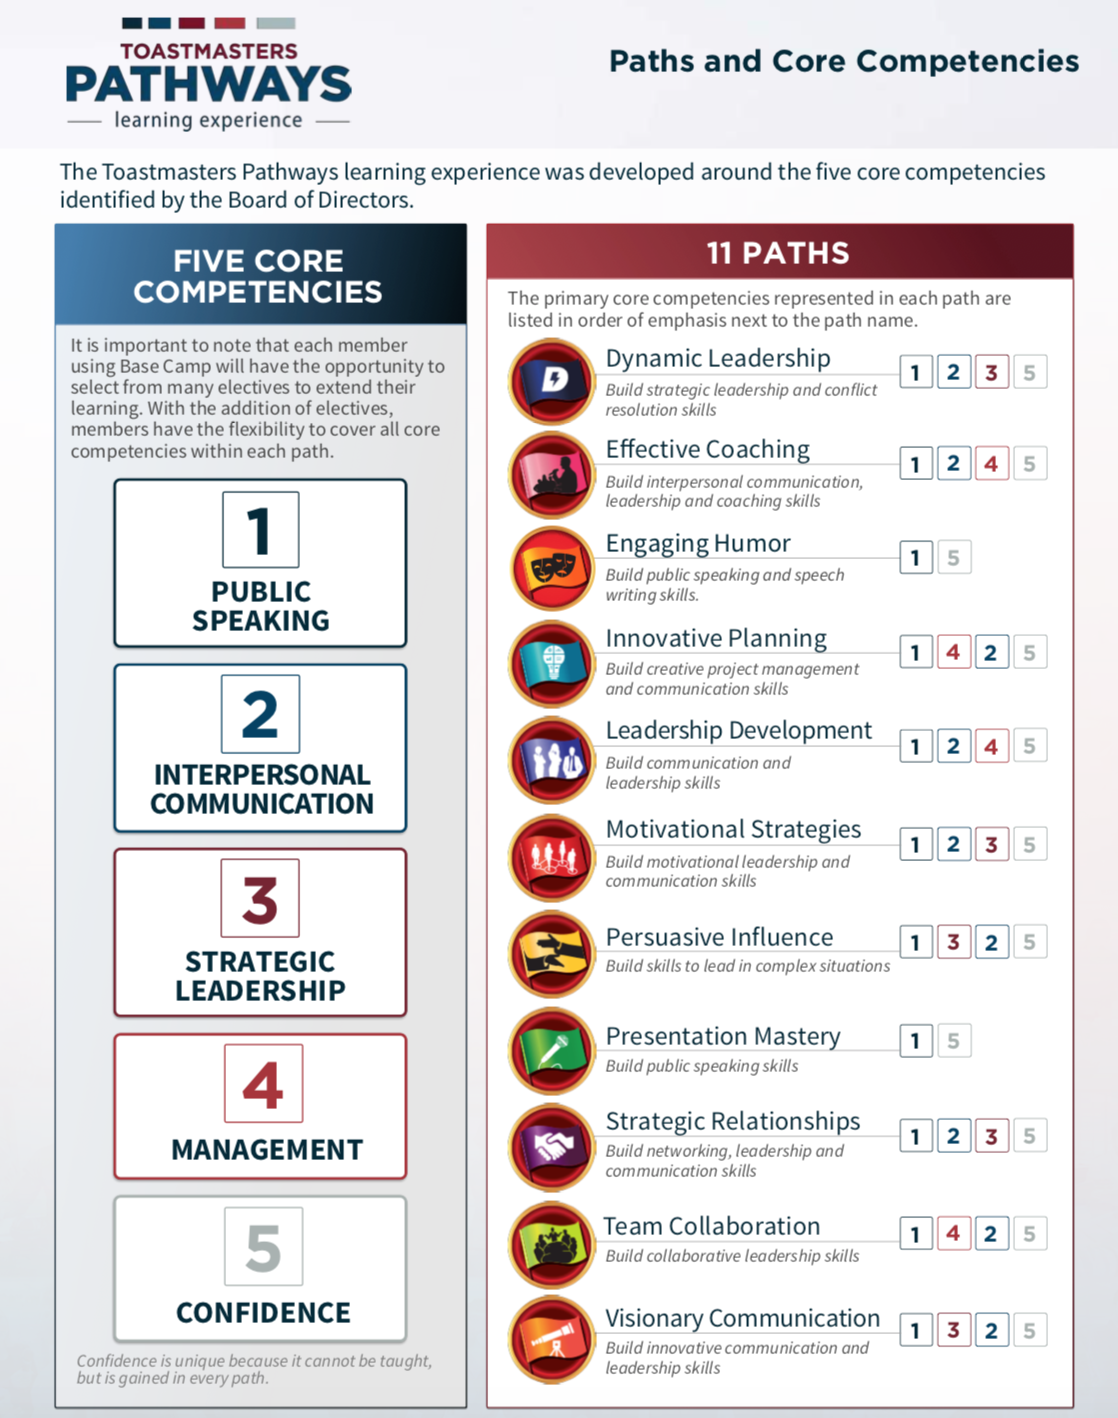 TOASTMASTERS
PATHWAYS
learning experience
Paths and Core Competencies
The Toastmasters Pathways learning experience was developed around the five core competencies
identified by the Board of Directors.
FIVE CORE
COMPETENCIES
It is important to note that each member
using Base Camp will have the opportunity to
select from many electives to extend their
learning. With the addition of electives,
members have the flexibility to cover all core
competencies within each path.
1
PUBLIC
SPEAKING
2
INTERPERSONAL
COMMUNICATION
3
STRATEGIC
LEADERSHIP
4
MANAGEMENT
5
CONFIDENCE
Confidence is unique because it cannot be taught,
but is gained in every path.
11 PATHS
The primary core competencies represented in each path are
listed in order of emphasis next to the path name.
D
Dynamic Leadership
1 2 3 5
Build strategic leadership and conflict
resolution skills
Effective Coaching
1 2 4 5
Build interpersonal communication,
leadership and coaching skills
Engaging Humor
1 5
Build public speaking and speech
writing skills.
Innovative Planning
1 4 2 5
Build creative project management
and communication skills
Leadership Development
1 2 4 5
Build communication and
leadership skills
Motivational Strategies
1 2 3 5
Build motivational leadership and
communication skills
Persuasive Influence
1 3 2 5
Build skills to lead in complex situations
Presentation Mastery
1 5
Build public speaking skills
Strategic Relationships
1 2 3 5
Build networking, leadership and
communication skills
Team Collaboration
1 4 2 5
Build collaborative leadership skills
Visionary Communication
1 3 2 5
Build innovative communication and
leadership skills